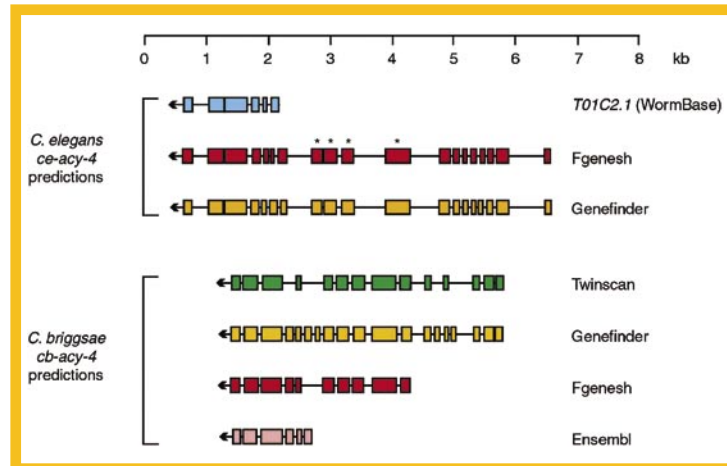 0 1 2 3 4 5 6 7 8 kb
C. elegans
ce-acy-4
predictions
T01C2.1 (WormBase)
* * * *
Fgenesh
Genefinder
C. briggsae
cb-acy-4
predictions
Twinscan
Genefinder
Fgenesh
Ensembl